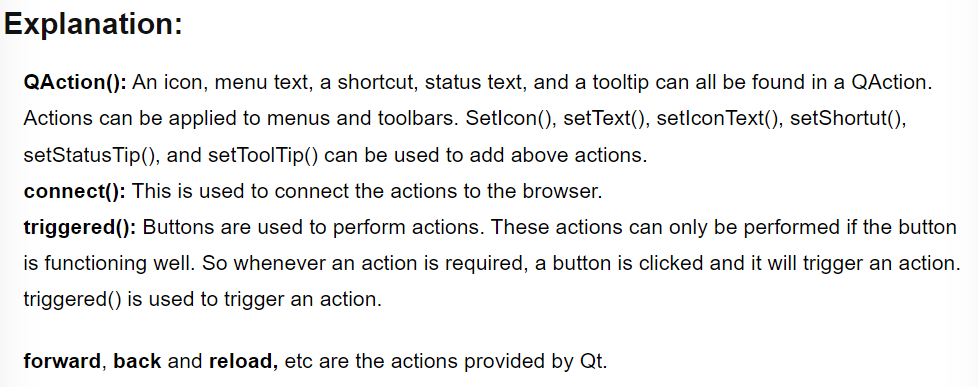 Explanation:
QAction(): An icon, menu text, a shortcut, status text, and a tooltip can all be found in a QAction.
Actions can be applied to menus and toolbars. SetIcon(), setText(), setIconText(), setShortut(),
setStatusTip(), and setToolTip() can be used to add above actions.
connect(): This is used to connect the actions to the browser.
triggered(): Buttons are used to perform actions. These actions can only be performed if the button
is functioning well. So whenever an action is required, a button is clicked and it will trigger an action.
triggered() is used to trigger an action.
forward, back and reload, etc are the actions provided by Qt.